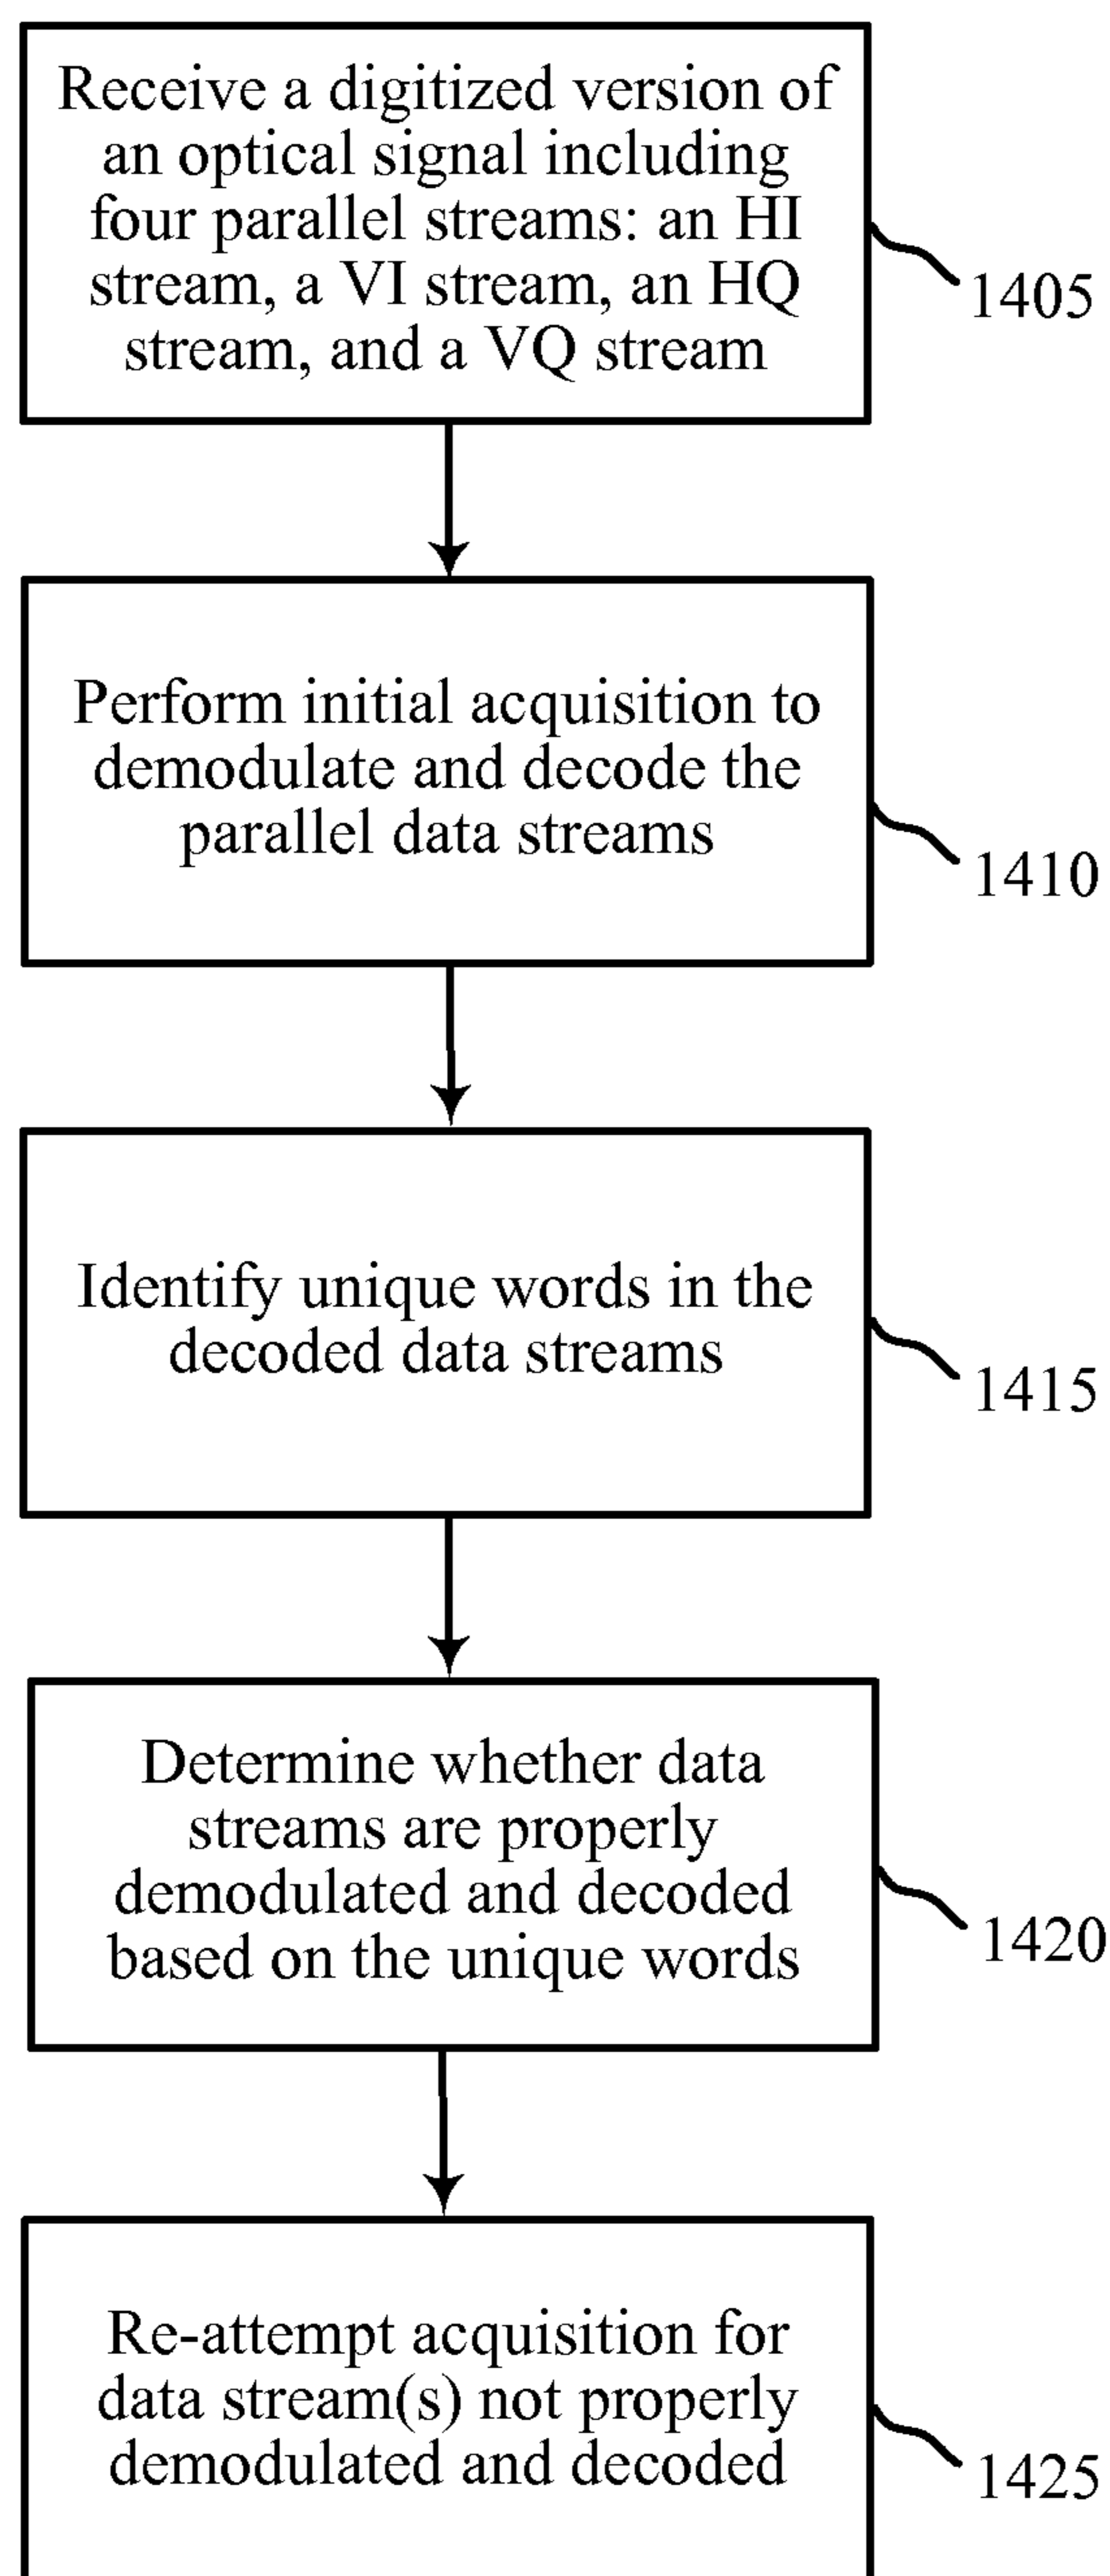 Receive a digitized version of
an optical signal including
four parallel streams: an HI
stream, a VI stream, an HQ
stream, and a VQ stream
1405
Perform initial acquisition to
demodulate and decode the
parallel data streams
1410
Identify unique words in the
decoded data streams
1415
Determine whether data
streams are properly
demodulated and decoded
based on the unique words
1420
Re-attempt acquisition for
data stream(s) not properly
demodulated and decoded
1425